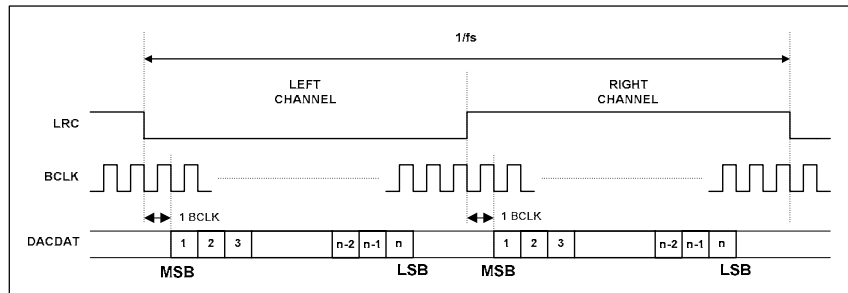 1/fs
LEFT CHANNEL
RIGHT CHANNEL
LRC
BCLK
1 BCLK
1 BCLK
DACDAT
1 2 3 n-2 n-1 n 1 2 3 n-2 n-1 n
MSB LSB MSB LSB